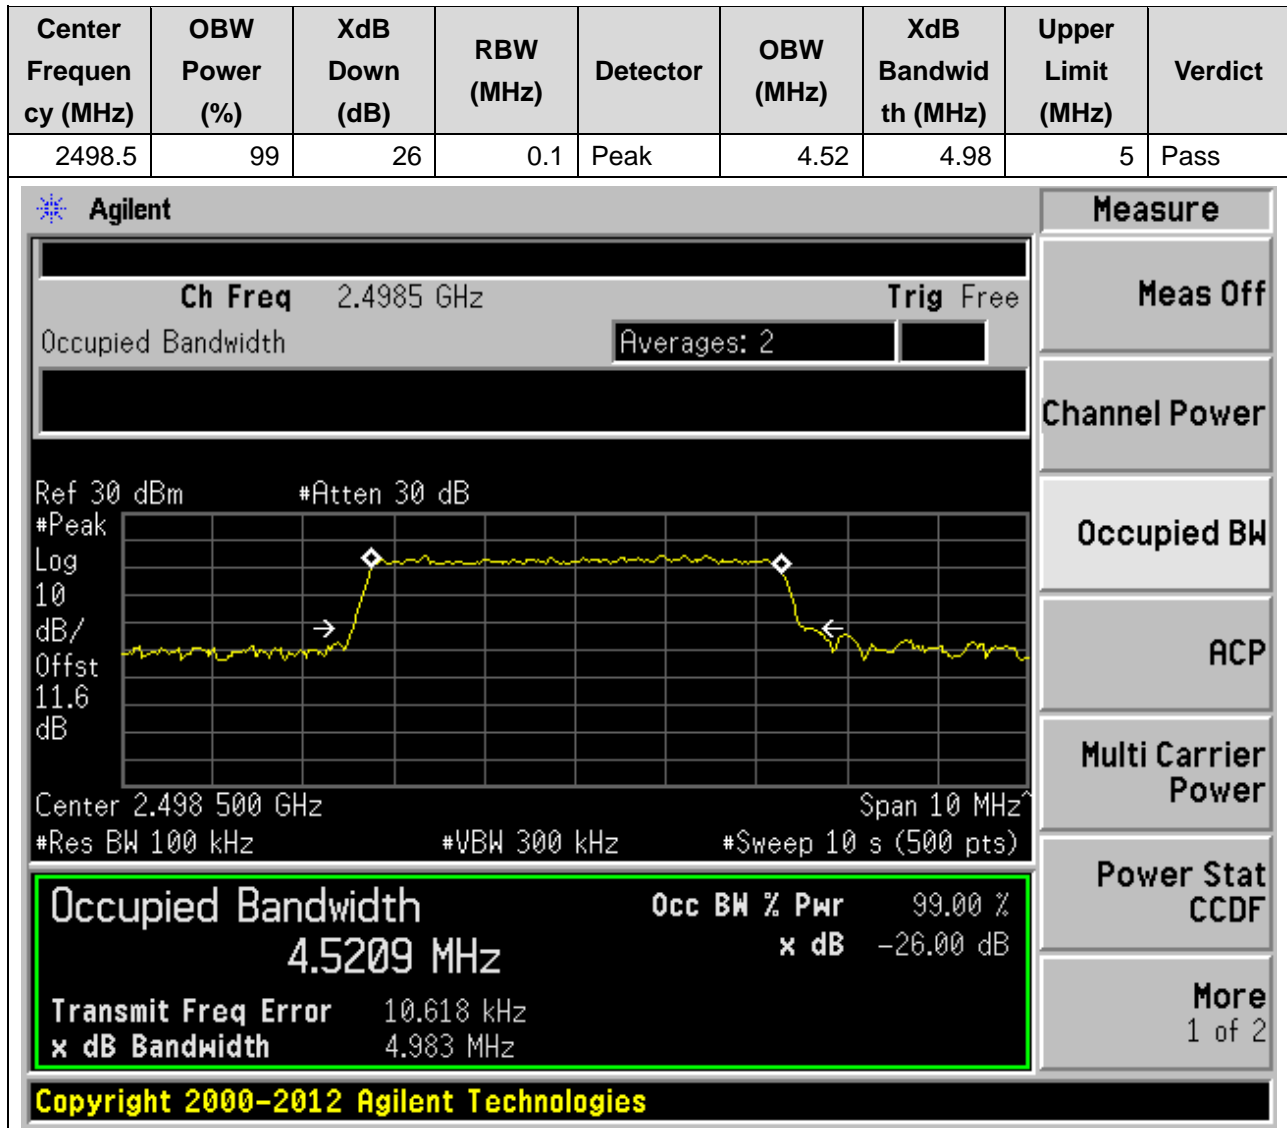 Center Frequen cy (MHz) OBW Power (%) XdB Down (dB) RBW (MHz) Detector OBW (MHz) XdB Bandwid th (MHz) Upper Limit (MHz) Verdict
2498.5 99 26 0.1 Peak 4.52 4.98 5 Pass
Agilent
Measure
Ch Freq 2.4985 GHz Trig Free
Meas Off
Occupied Bandwidth Averages: 2
Channel Power
Ref 30 dBm #Atten 30 dB
#Peak
Log
10
dB/
Offst
11.6
dB
Occupied BW
ACP
Multi Carrier
Power
Center 2.498 500 GHz Span 10 MHz^
#Res BW 100 kHz #VBW 300 kHz #Sweep 10 s (500 pts)
Power Stat
CCDF
Occupied Bandwidth Occ BW % Pwr 99.00 %
4.5209 MHz x dB -26.00 dB
Transmit Freq Error 10.618 kHz
x dB Bandwidth 4.983 MHz
More
1 of 2
Copyright 2000-2012 Agilent Technologies